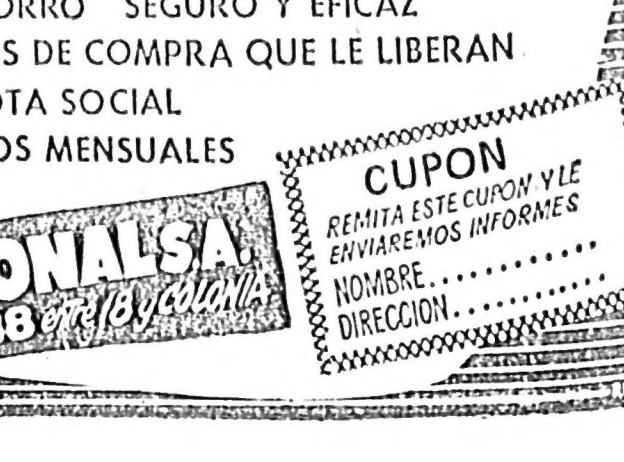 ORRO SEGURO Y EFICAZ
S DE COMPRA QUE LE LIBERAN
OTA SOCIAL
OS MENSUALES
ONAL S.A.
8 entre 18 y COLONIA
CUPON
REMITA ESTE CUPON Y LE
ENVIAREMOS INFORMES
NOMBRE...........
DIRECCION...........